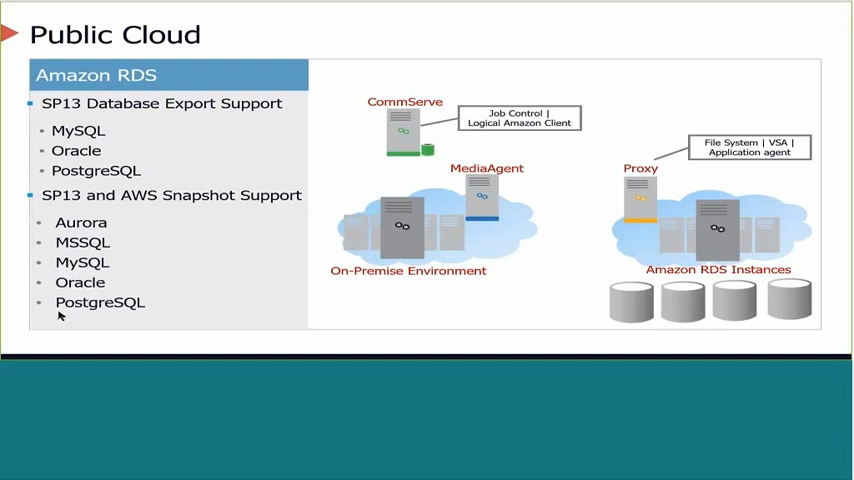 Public Cloud
Amazon RDS
SP13 Database Export Support
MySQL
Oracle
PostgreSQL
SP13 and AWS Snapshot Support
Aurora
MSSQL
MySQL
Oracle
PostgreSQL
CommServe
Job Control |
Logical Amazon Client
MediaAgent
On-Premise Environment
File System | VSA |
Application agent
Proxy
Amazon RDS Instances